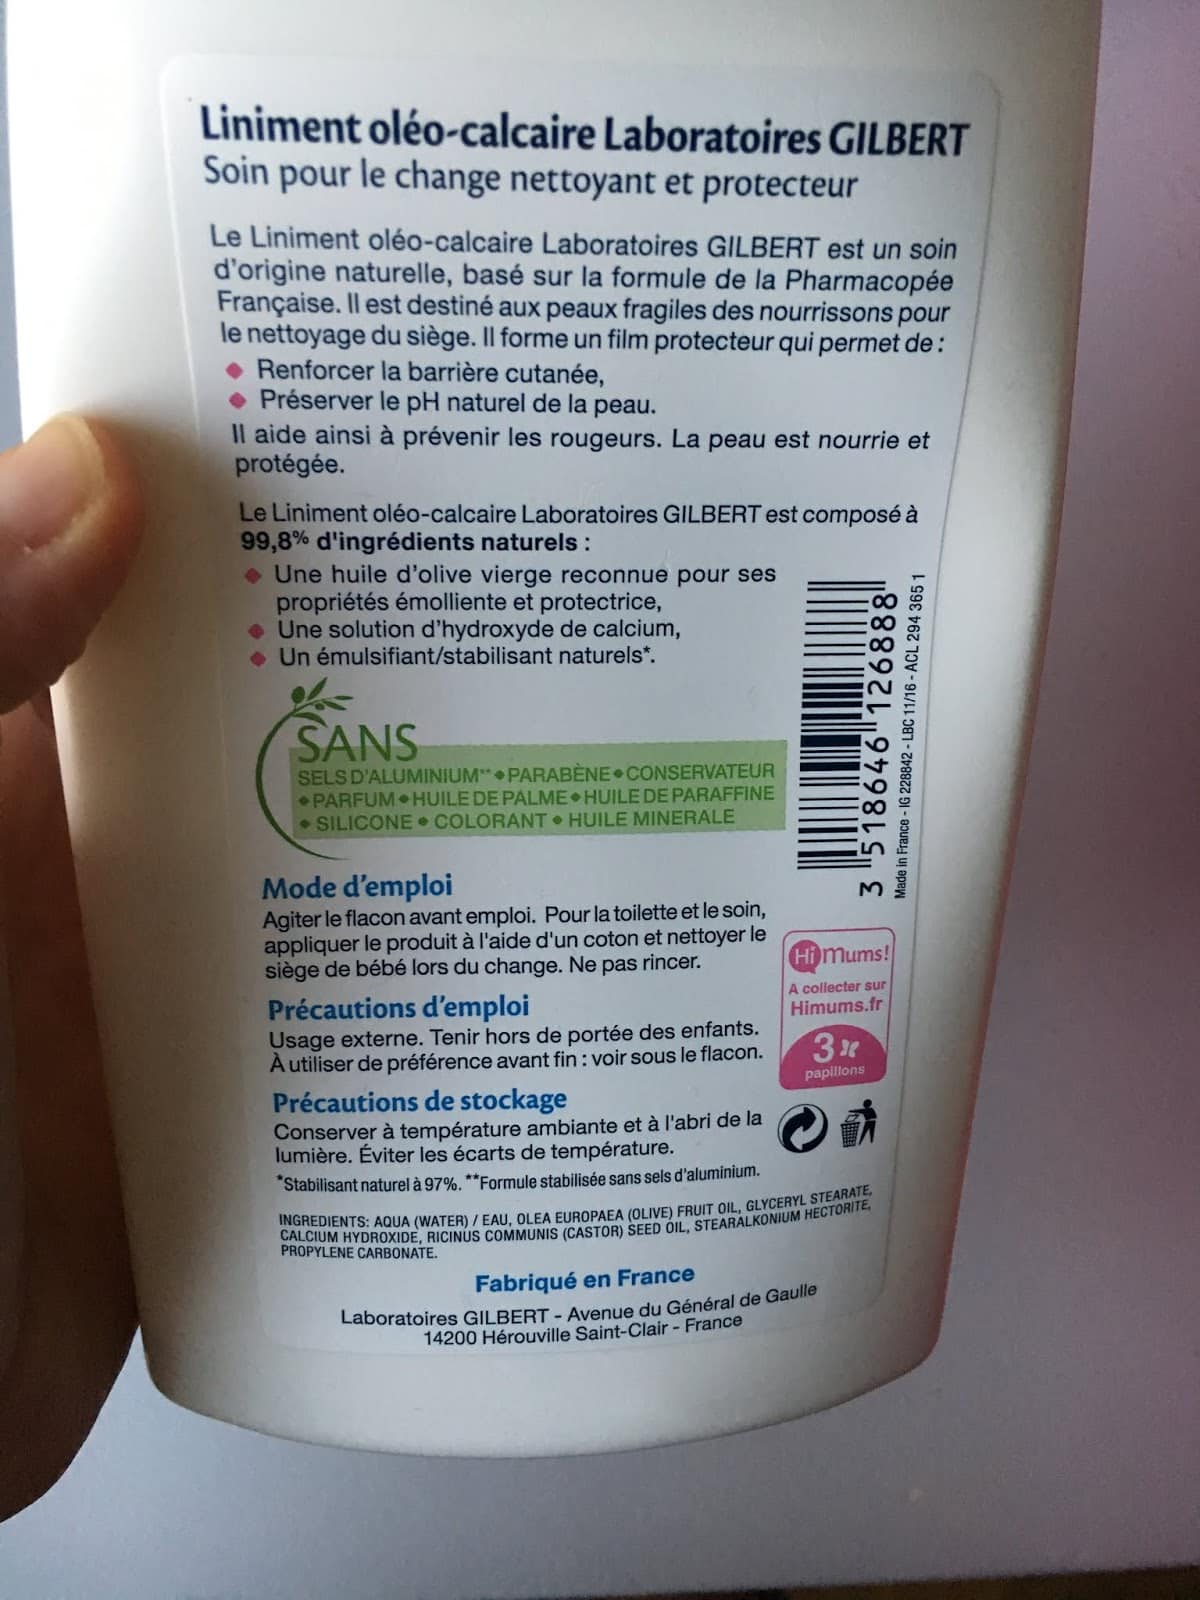 Liniment oléo-calcaire Laboratoires GILBERT
Soin pour le change nettoyant et protecteur
Le Liniment oléo-calcaire Laboratoires GILBERT est un soin
d'origine naturelle, basé sur la formule de la Pharmacopée
Française. Il est destiné aux peaux fragiles des nourrissons pour
le nettoyage du siège. Il forme un film protecteur qui permet de :
◆ Renforcer la barrière cutanée,
◆ Préserver le pH naturel de la peau.
Il aide ainsi à prévenir les rougeurs. La peau est nourrie et
protégée.
Le Liniment oléo-calcaire Laboratoires GILBERT est composé à
99,8% d'ingrédients naturels :
◆ Une huile d'olive vierge reconnue pour ses
propriétés émolliente et protectrice,
◆ Une solution d'hydroxyde de calcium,
◆ Un émulsifiant/stabilisant naturels*.
SANS
SELS D'ALUMINIUM** ◆ PARABÈNE ◆ CONSERVATEUR
◆ PARFUM ◆ HUILE DE PALME ◆ HUILE DE PARAFFINE
◆ SILICONE ◆ COLORANT ◆ HUILE MINERALE
3 518646 126888
Made in France - IG 228842 - LBC 11/16 - ACL 294 365 1
Mode d'emploi
Agiter le flacon avant emploi. Pour la toilette et le soin,
appliquer le produit à l'aide d'un coton et nettoyer le
siège de bébé lors du change. Ne pas rincer.
Précautions d'emploi
Usage externe. Tenir hors de portée des enfants.
À utiliser de préférence avant fin : voir sous le flacon.
Précautions de stockage
Conserver à température ambiante et à l'abri de la
lumière. Éviter les écarts de température.
*Stabilisant naturel à 97%. **Formule stabilisée sans sels d'aluminium.
Hi mums!
A collecter sur
Himums.fr
3
papillons
INGREDIENTS: AQUA (WATER) / EAU, OLEA EUROPAEA (OLIVE) FRUIT OIL, GLYCERYL STEARATE,
CALCIUM HYDROXIDE, RICINUS COMMUNIS (CASTOR) SEED OIL, STEARALKONIUM HECTORITE,
PROPYLENE CARBONATE.
Fabriqué en France
Laboratoires GILBERT - Avenue du Général de Gaulle
14200 Hérouville Saint-Clair - France